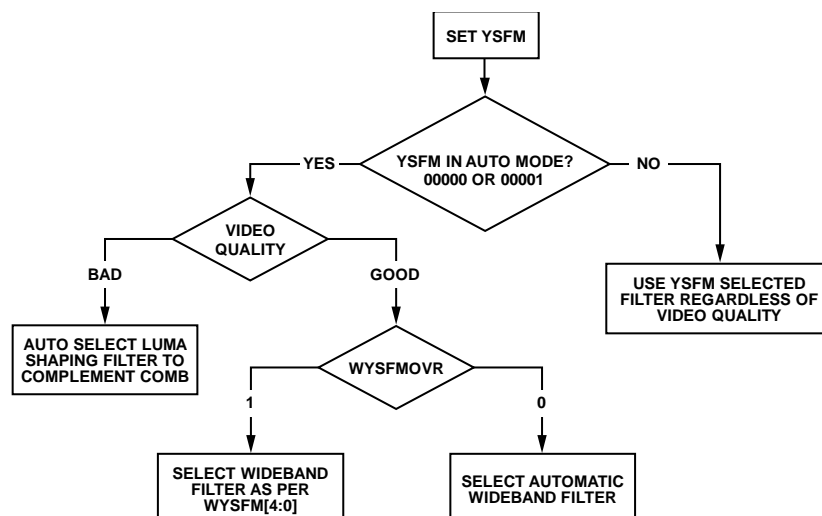 SET YSFM
YSFM IN AUTO MODE?
00000 OR 00001
YES
NO
VIDEO
QUALITY
BAD
GOOD
USE YSFM SELECTED
FILTER REGARDLESS OF
VIDEO QUALITY
AUTO SELECT LUMA
SHAPING FILTER TO
COMPLEMENT COMB
WYSFMOVR
1
0
SELECT WIDEBAND
FILTER AS PER
WYSFM[4:0]
SELECT AUTOMATIC
WIDEBAND FILTER